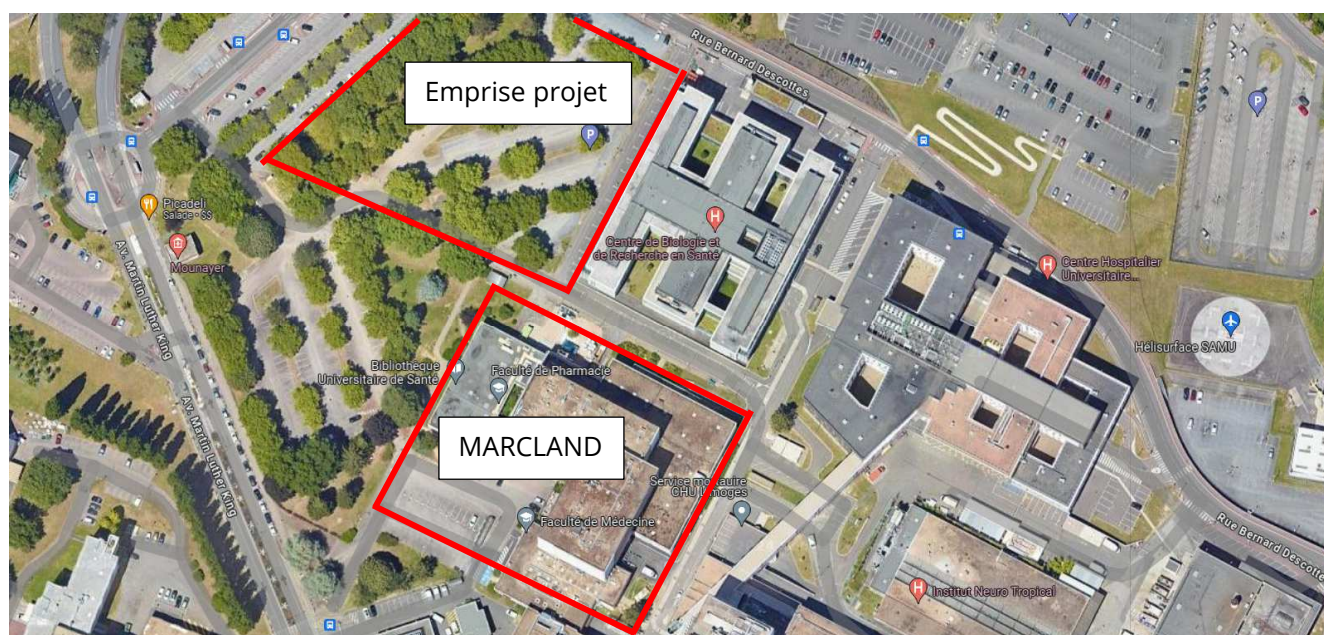 Rue Bernard Descottes
Emprise projet
P
P
P
Picadeli
Salade • $$
Mounayer
H
Centre de Biologie et
de Recherche en Santé
H
Centre Hospitalier
Universitaire...
Av. Martin Luther King
Hélisurface SAMU
Bibliothèque
Universitaire de Santé
Faculté de Pharmacie
Av. Martin Luther King
MARCLAND
Service mortuaire
CHU Limoges
Faculté de Médecine
Rue Bernard Descottes
H
Institut Neuro Tropical